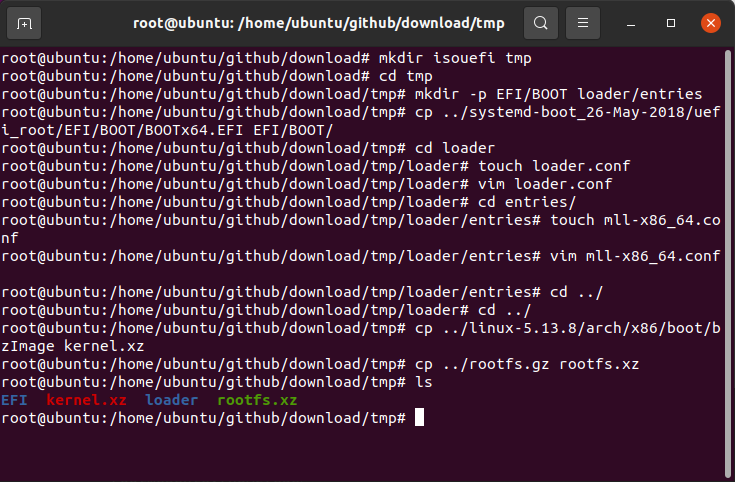 root@ubuntu: /home/ubuntu/github/download/tmp
root@ubuntu:/home/ubuntu/github/download# mkdir isouefi tmp
root@ubuntu:/home/ubuntu/github/download# cd tmp
root@ubuntu:/home/ubuntu/github/download/tmp# mkdir -p EFI/BOOT loader/entries
root@ubuntu:/home/ubuntu/github/download/tmp# cp ../systemd-boot_26-May-2018/uef
i_root/EFI/BOOT/BOOTx64.EFI EFI/BOOT/
root@ubuntu:/home/ubuntu/github/download/tmp# cd loader
root@ubuntu:/home/ubuntu/github/download/tmp/loader# touch loader.conf
root@ubuntu:/home/ubuntu/github/download/tmp/loader# vim loader.conf
root@ubuntu:/home/ubuntu/github/download/tmp/loader# cd entries/
root@ubuntu:/home/ubuntu/github/download/tmp/loader/entries# touch mll-x86_64.co
nf
root@ubuntu:/home/ubuntu/github/download/tmp/loader/entries# vim mll-x86_64.conf
root@ubuntu:/home/ubuntu/github/download/tmp/loader/entries# cd ../
root@ubuntu:/home/ubuntu/github/download/tmp/loader# cd ../
root@ubuntu:/home/ubuntu/github/download/tmp# cp ../linux-5.13.8/arch/x86/boot/b
zImage kernel.xz
root@ubuntu:/home/ubuntu/github/download/tmp# cp ../rootfs.gz rootfs.xz
root@ubuntu:/home/ubuntu/github/download/tmp# ls
EFI  kernel.xz  loader  rootfs.xz
root@ubuntu:/home/ubuntu/github/download/tmp#